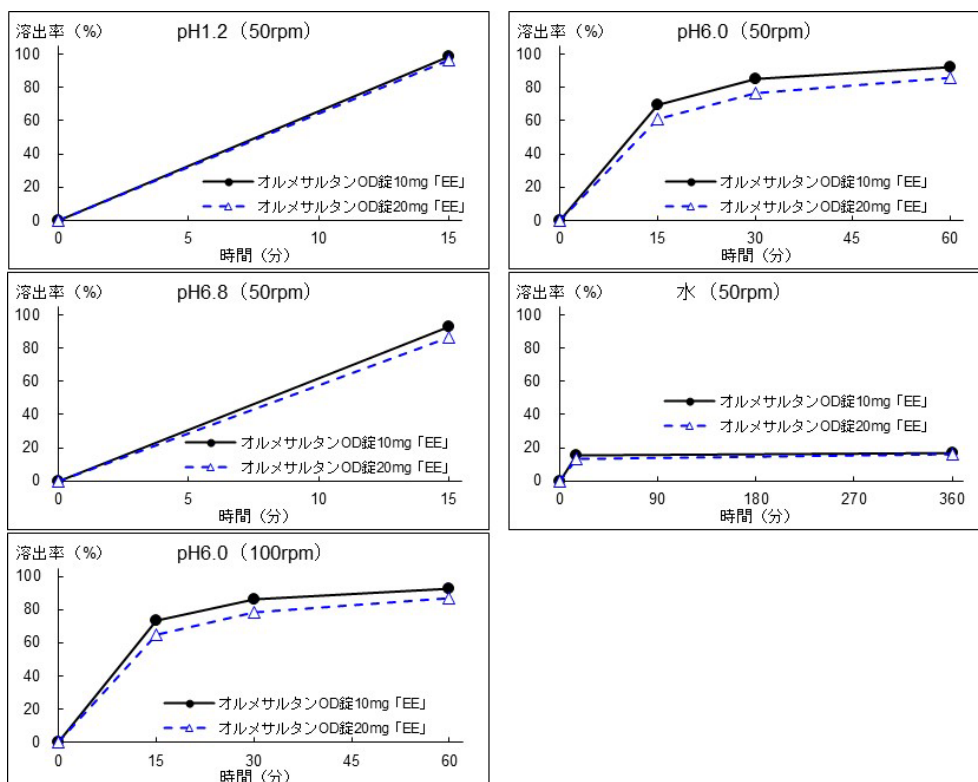 溶出率（%）
pH1.2（50rpm）
100
80
60
40
20
0
オルメサルタンOD錠10mg「EE」
オルメサルタンOD錠20mg「EE」
0 5 10 15
時間（分）
溶出率（%）
pH6.0（50rpm）
100
80
60
40
20
0
オルメサルタンOD錠10mg「EE」
オルメサルタンOD錠20mg「EE」
0 15 30 45 60
時間（分）
溶出率（%）
pH6.8（50rpm）
100
80
60
40
20
0
オルメサルタンOD錠10mg「EE」
オルメサルタンOD錠20mg「EE」
0 5 10 15
時間（分）
溶出率（%）
水（50rpm）
100
80
60
40
20
0
オルメサルタンOD錠10mg「EE」
オルメサルタンOD錠20mg「EE」
0 90 180 270 360
時間（分）
溶出率（%）
pH6.0（100rpm）
100
80
60
40
20
0
オルメサルタンOD錠10mg「EE」
オルメサルタンOD錠20mg「EE」
0 15 30 45 60
時間（分）